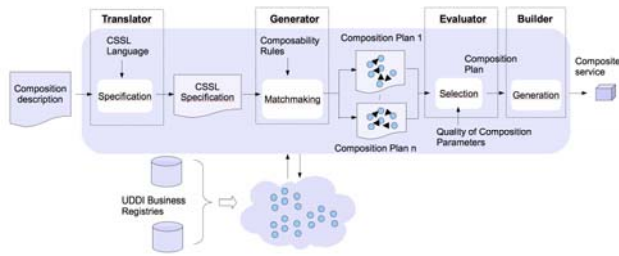 Translator
Generator
Evaluator
Builder
CSSL
Language
Composability
Rules
Composition Plan 1
Composition
Plan
Composite
service
Composition
description
Specification
CSSL
Specification
Matchmaking
Selection
Generation
Composition Plan n
Quality of Composition
Parameters
UDDI Business
Registries